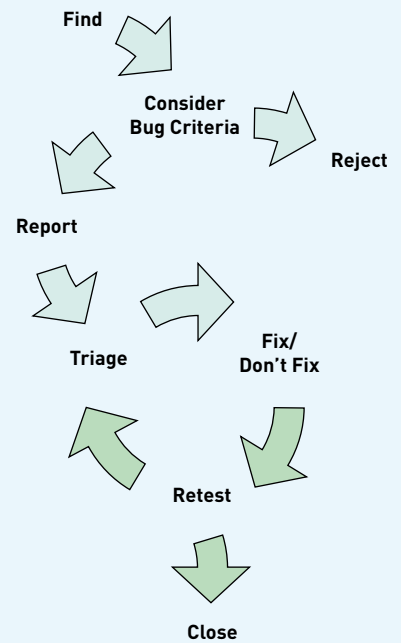 Find
Consider
Bug Criteria
Reject
Report
Fix/
Don't Fix
Triage
Retest
Close